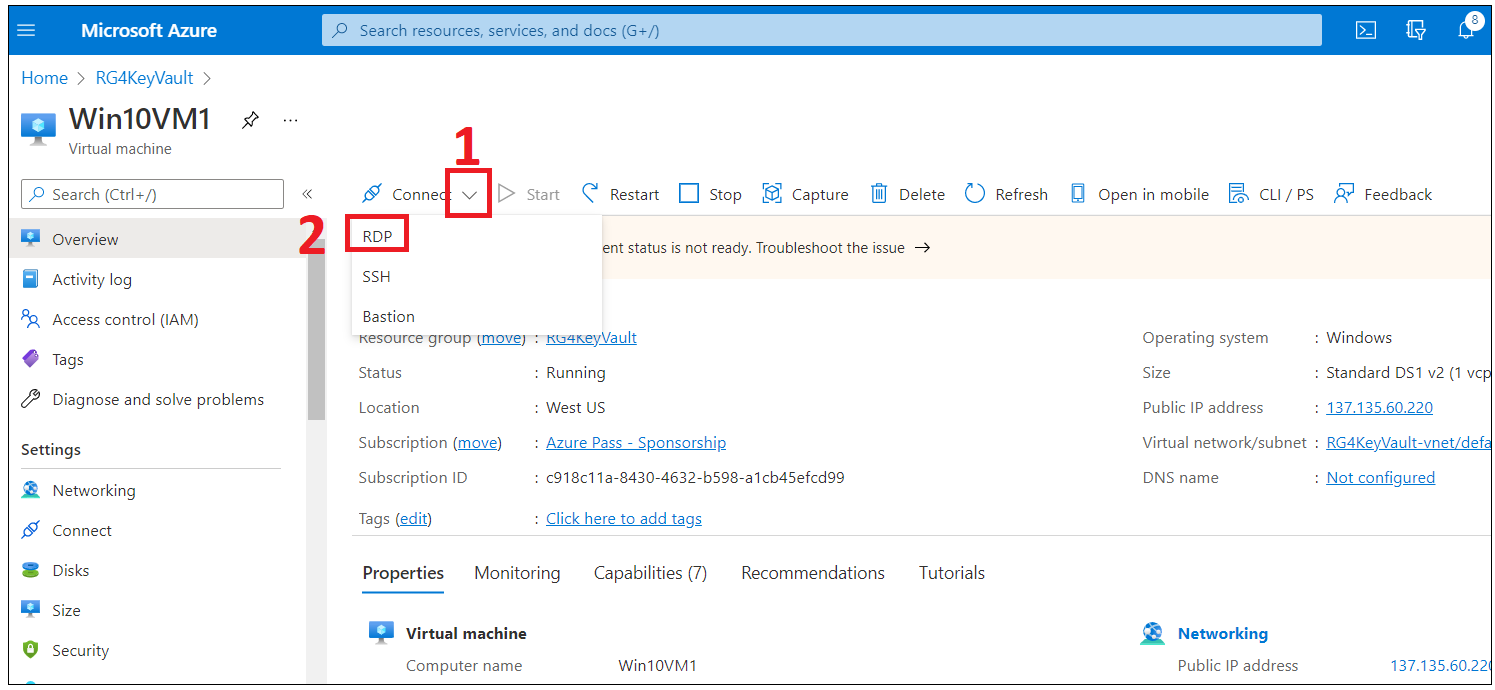 Microsoft Azure
Search resources, services, and docs (G+/)
8
Home > RG4KeyVault >
Win10VM1 ...
Virtual machine
1
Search (Ctrl+/) «
Connect Start Restart Stop Capture Delete Refresh Open in mobile CLI / PS Feedback
2
RDP
SSH
Bastion
ent status is not ready. Troubleshoot the issue →
Overview
Activity log
Access control (IAM)
Tags
Diagnose and solve problems
Settings
Networking
Connect
Disks
Size
Security
Resource group (move) : RG4KeyVault
Status : Running
Location : West US
Subscription (move) : Azure Pass - Sponsorship
Subscription ID : c918c11a-8430-4632-b598-a1cb45efcd99
Tags (edit) : Click here to add tags
Operating system : Windows
Size : Standard DS1 v2 (1 vcp
Public IP address : 137.135.60.220
Virtual network/subnet : RG4KeyVault-vnet/defa
DNS name : Not configured
Properties Monitoring Capabilities (7) Recommendations Tutorials
Virtual machine
Computer name Win10VM1
Networking
Public IP address 137.135.60.220